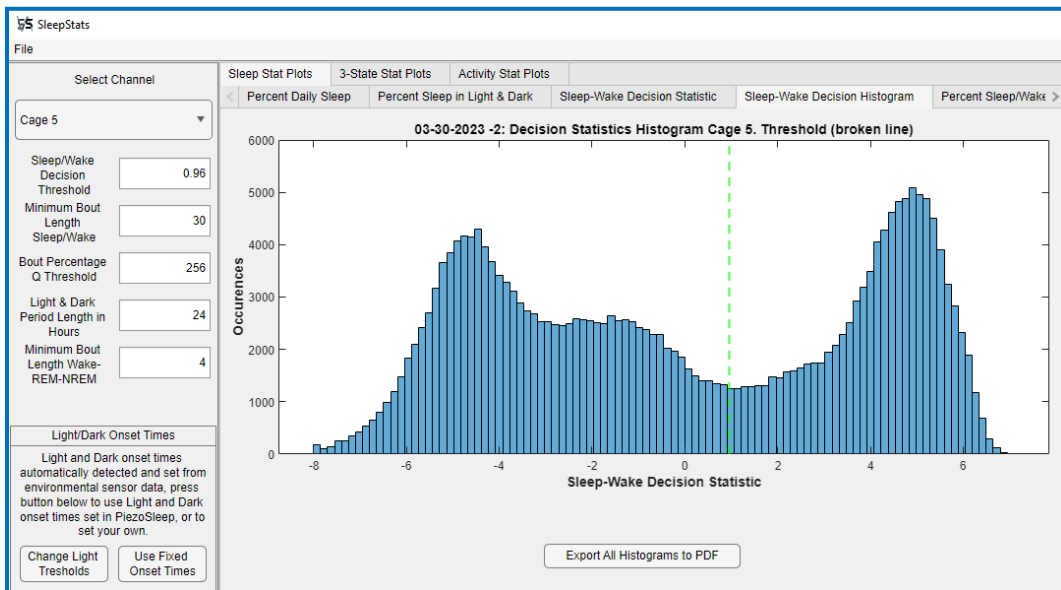 SS SleepStats
File
Select Channel
Cage 5
Sleep/Wake
Decision
Threshold
0.96
Minimum Bout
Length
Sleep/Wake
30
Bout Percentage
Q Threshold
256
Light & Dark
Period Length in
Hours
24
Minimum Bout
Length Wake-
REM-NREM
4
Light/Dark Onset Times
Light and Dark onset times
automatically detected and set from
environmental sensor data, press
button below to use Light and Dark
onset times set in PiezoSleep, or to
set your own.
Change Light
Tresholds
Use Fixed
Onset Times
Sleep Stat Plots 3-State Stat Plots Activity Stat Plots
Percent Daily Sleep Percent Sleep in Light & Dark Sleep-Wake Decision Statistic Sleep-Wake Decision Histogram Percent Sleep/Wake
03-30-2023 -2: Decision Statistics Histogram Cage 5. Threshold (broken line)
6000
5000
4000
3000
2000
1000
0
Occurences
-8 -6 -4 -2 0 2 4 6
Sleep-Wake Decision Statistic
Export All Histograms to PDF